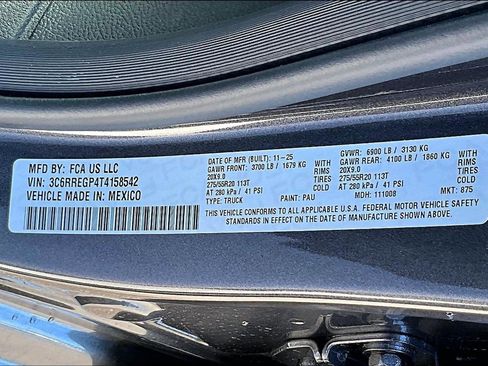 MFD BY: FCA US LLC
VIN: 3C6RREGP4T4158542
VEHICLE MADE IN: MEXICO
DATE OF MFR (BUILT): 11-25 GVWR: 6900 LB / 3130 KG
GAWR FRONT: 3700 LB / 1679 KG WITH GAWR REAR: 4100 LB / 1860 KG WITH
20X9.0 RIMS 20X9.0 RIMS
275/55R20 113T TIRES 275/55R20 113T TIRES
AT 280 kPA / 41 PSI COLD AT 280 kPA / 41 PSI COLD
TYPE: TRUCK PAINT: PAU MDH: 111008 MKT: 875
THIS VEHICLE CONFORMS TO ALL APPLICABLE U.S.A. FEDERAL MOTOR VEHICLE SAFETY
STANDARDS IN EFFECT ON THE DATE OF MANUFACTURE SHOWN ABOVE.